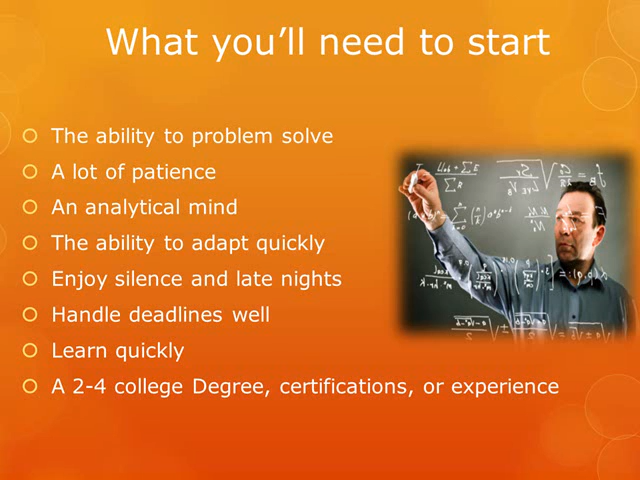 What you’ll need to start
The ability to problem solve
A lot of patience
An analytical mind
The ability to adapt quickly
Enjoy silence and late nights
Handle deadlines well
Learn quickly
A 2-4 college Degree, certifications, or experience